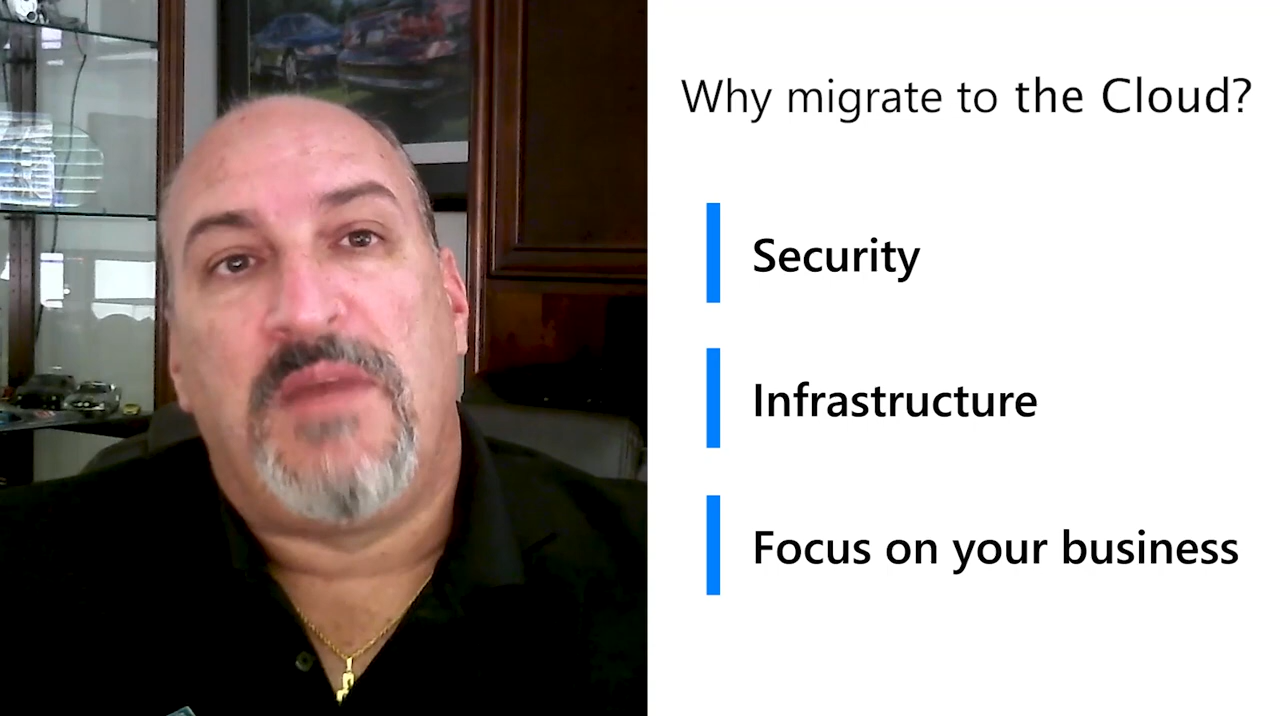 Why migrate to the Cloud?
Security
Infrastructure
Focus on your business